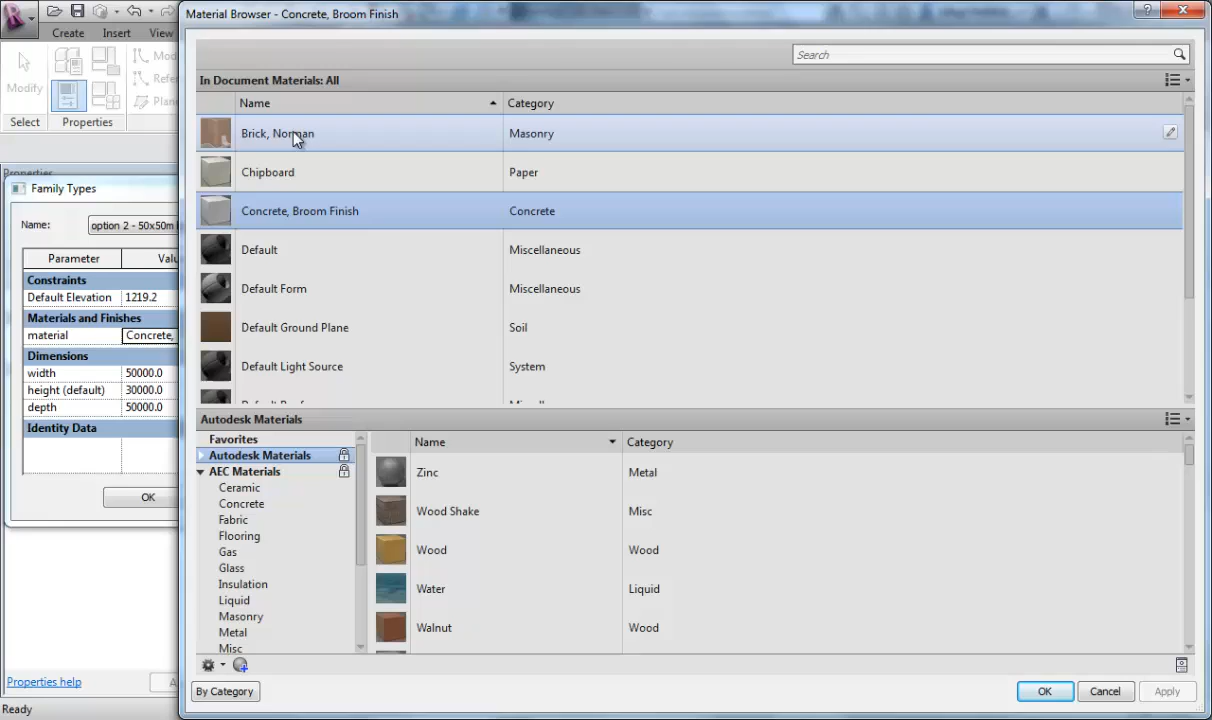 Material Browser - Concrete, Broom Finish
Create Insert View
Search
In Document Materials: All
Name Category
Brick, Norman Masonry
Chipboard Paper
Concrete, Broom Finish Concrete
Default Miscellaneous
Default Form Miscellaneous
Default Ground Plane Soil
Default Light Source System
Autodesk Materials
Favorites
Autodesk Materials
AEC Materials
Ceramic
Concrete
Fabric
Flooring
Gas
Glass
Insulation
Liquid
Masonry
Metal
Misc
Name Category
Zinc Metal
Wood Shake Misc
Wood Wood
Water Liquid
Walnut Wood
By Category
OK Cancel Apply
Modify
Select Properties
Properties
Family Types
Name: option 2 - 50x50m
Parameter Valu
Constraints
Default Elevation 1219.2
Materials and Finishes
material Concrete,
Dimensions
width 50000.0
height (default) 30000.0
depth 50000.0
Identity Data
OK
Properties help
Ready